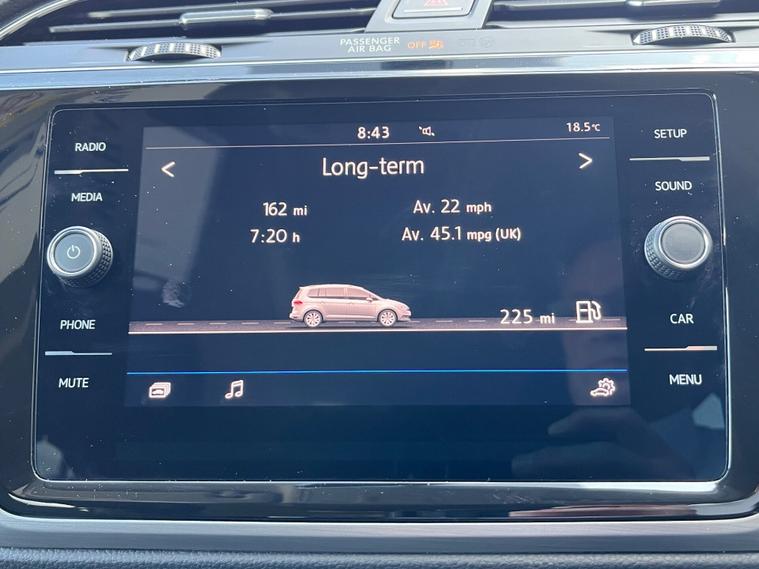 PASSENGER
AIR BAG OFF
RADIO
MEDIA
PHONE
MUTE
8:43
18.5°C
Long-term
162 mi
Av. 22 mph
7:20 h
Av. 45.1 mpg (UK)
225 mi
SETUP
SOUND
CAR
MENU